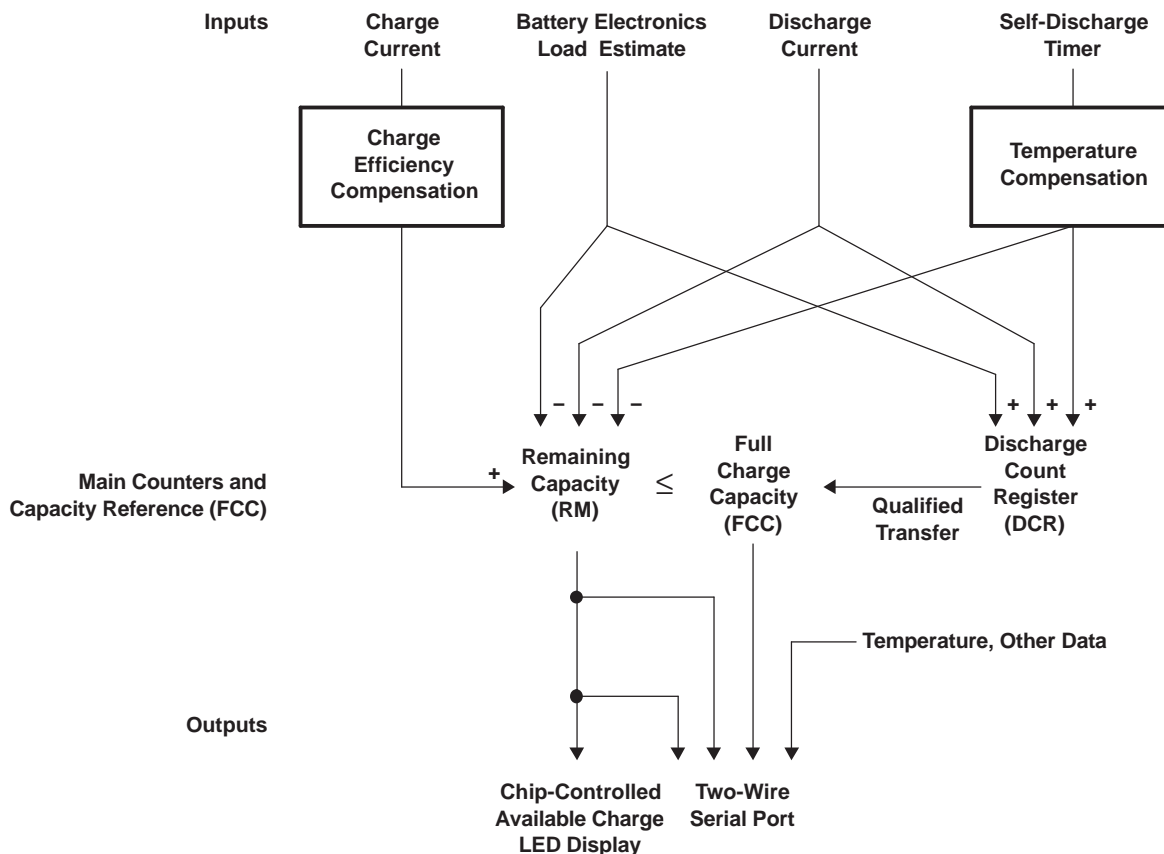 Inputs
Charge
Current
Battery Electronics
Load Estimate
Discharge
Current
Self-Discharge
Timer
Charge
Efficiency
Compensation
Temperature
Compensation
– – –
+ + +
Main Counters and
Capacity Reference (FCC)
+
Remaining
Capacity
(RM)
≤
Full
Charge
Capacity
(FCC)
Qualified
Transfer
Discharge
Count
Register
(DCR)
Temperature, Other Data
Outputs
Chip-Controlled
Available Charge
LED Display
Two-Wire
Serial Port